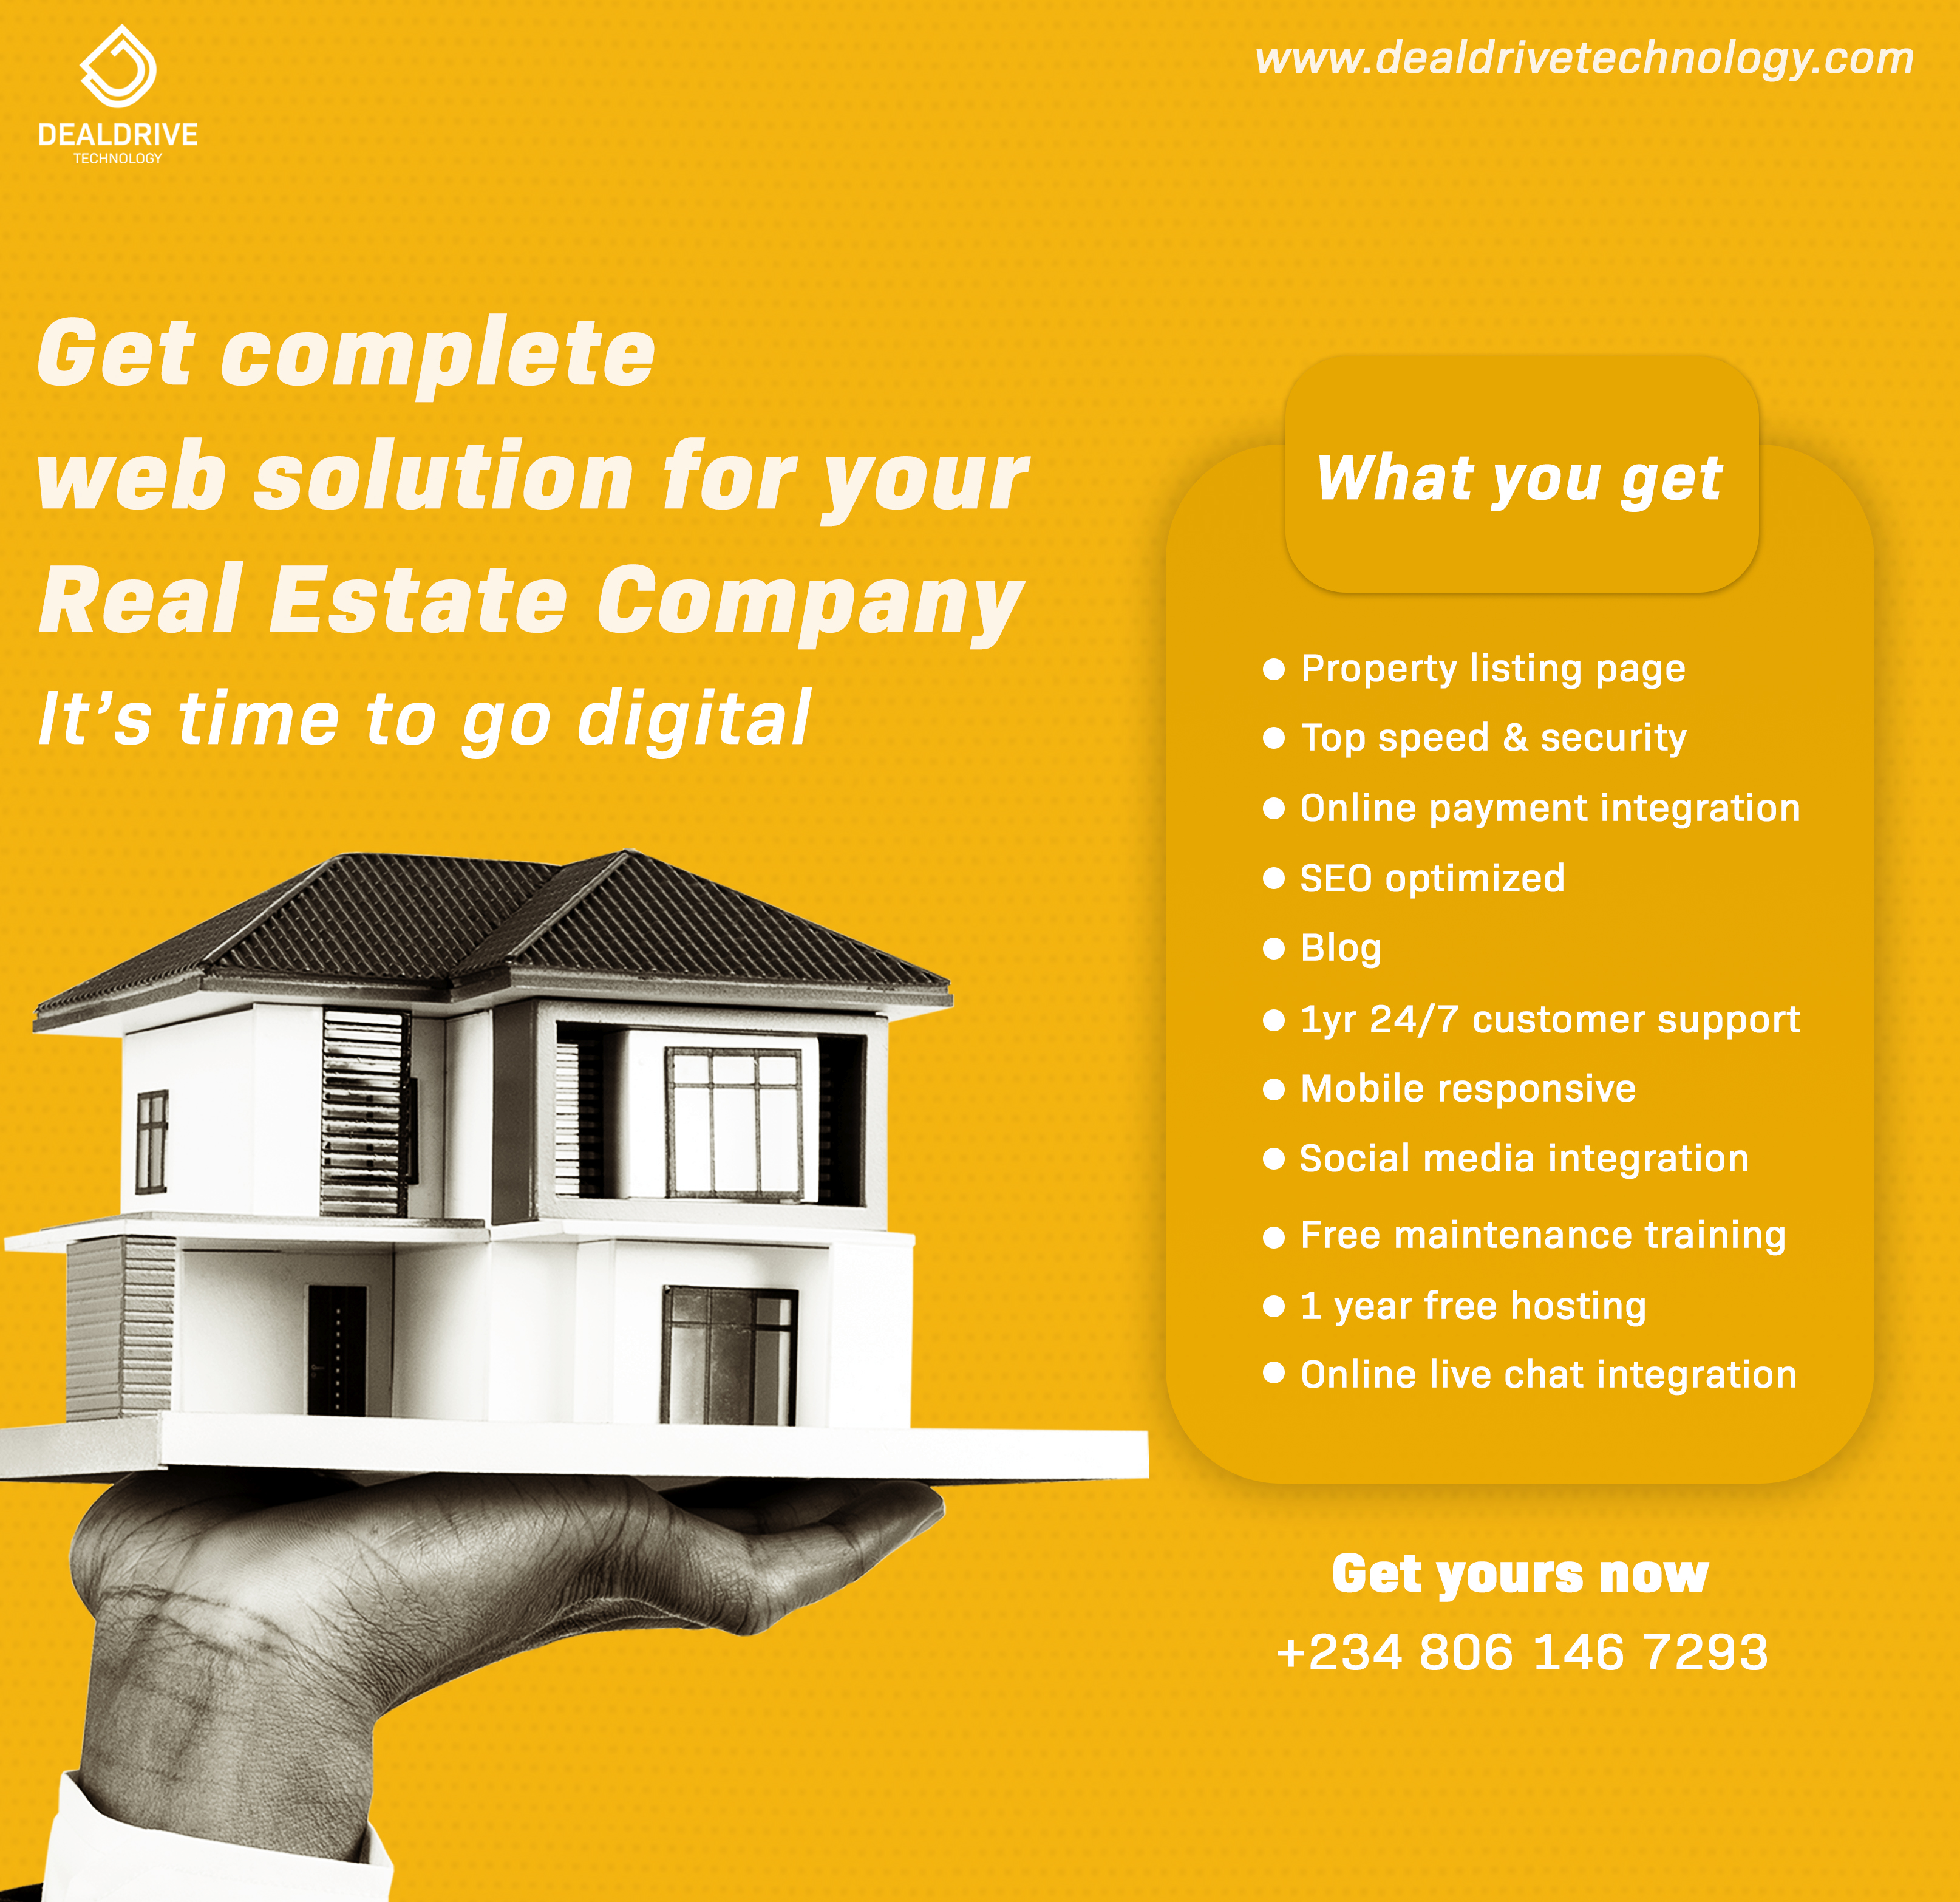 DEALDRIVE
TECHNOLOGY
www.dealdrivetechnology.com
Get complete
web solution for your
Real Estate Company
It’s time to go digital
What you get
Property listing page
Top speed & security
Online payment integration
SEO optimized
Blog
1yr 24/7 customer support
Mobile responsive
Social media integration
Free maintenance training
1 year free hosting
Online live chat integration
Get yours now
+234 806 146 7293